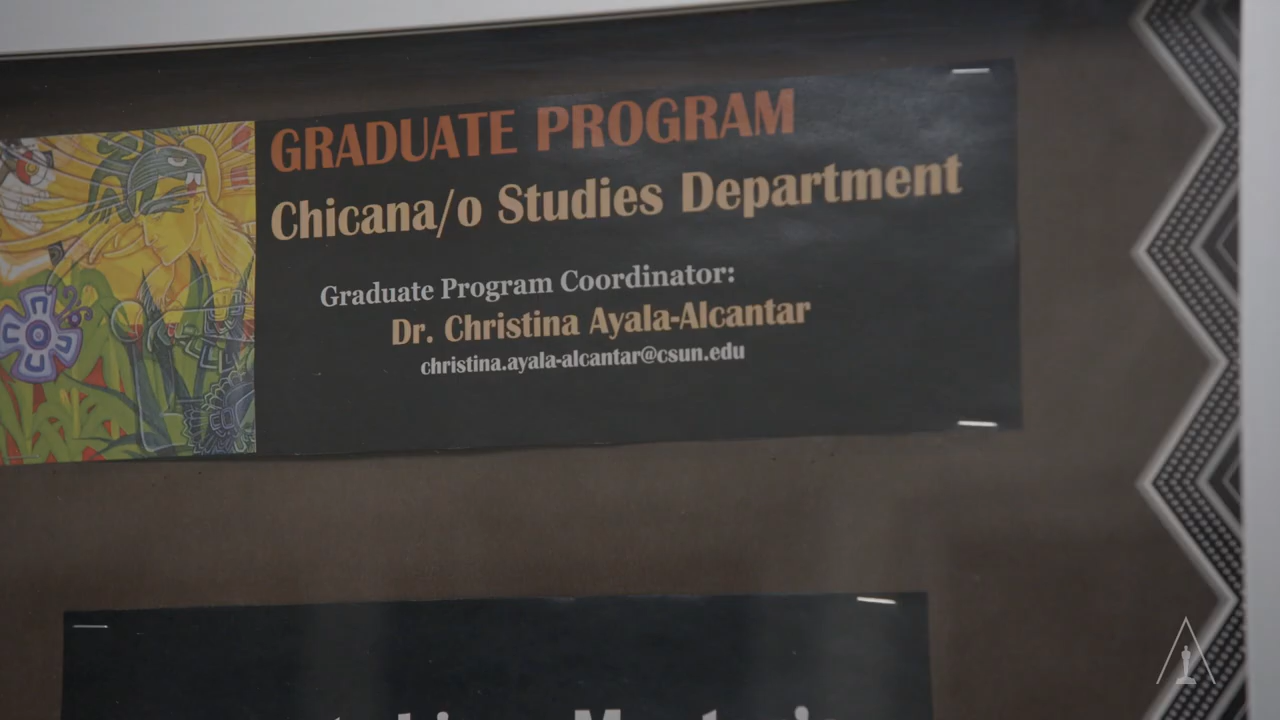 GRADUATE PROGRAM
Chicana/o Studies Department
Graduate Program Coordinator:
Dr. Christina Ayala-Alcantar
christina.ayala-alcantar@csun.edu